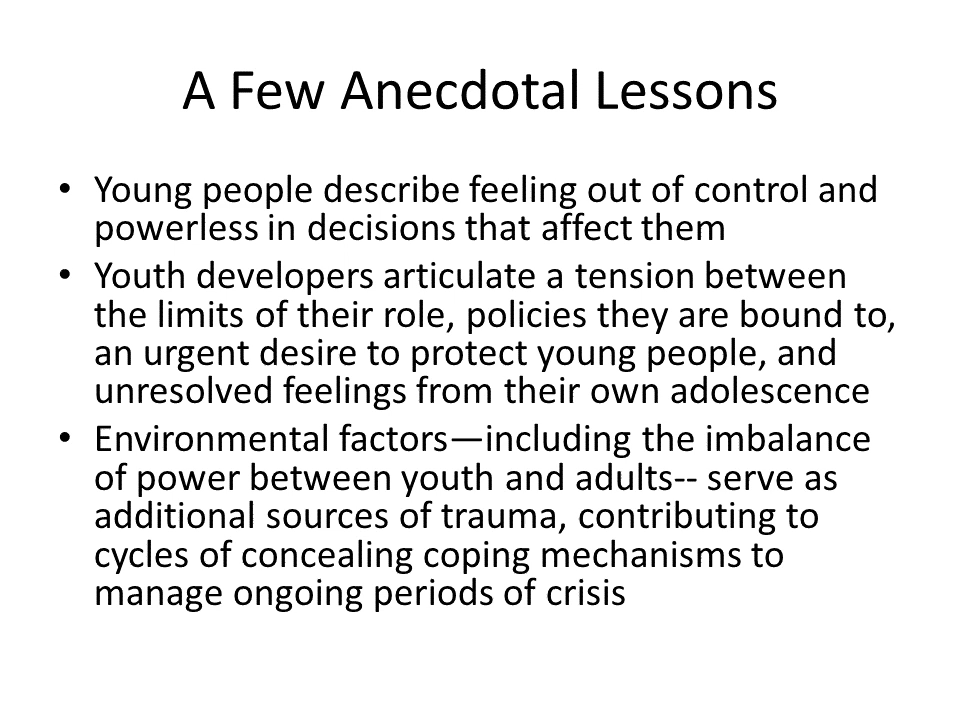 A Few Anecdotal Lessons
• Young people describe feeling out of control and
powerless in decisions that affect them
• Youth developers articulate a tension between
the limits of their role, policies they are bound to,
an urgent desire to protect young people, and
unresolved feelings from their own adolescence
• Environmental factors—including the imbalance
of power between youth and adults-- serve as
additional sources of trauma, contributing to
cycles of concealing coping mechanisms to
manage ongoing periods of crisis